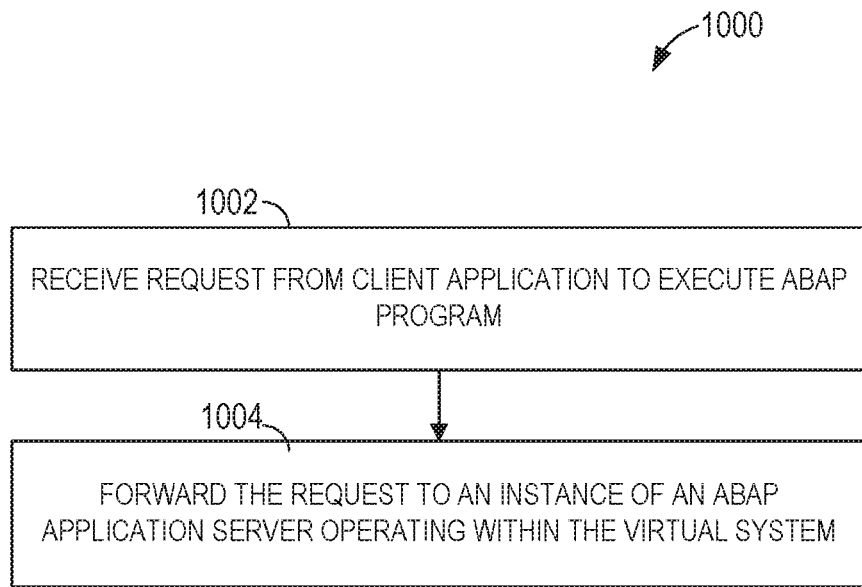 1000
1002
RECEIVE REQUEST FROM CLIENT APPLICATION TO EXECUTE ABAP
PROGRAM
1004
FORWARD THE REQUEST TO AN INSTANCE OF AN ABAP
APPLICATION SERVER OPERATING WITHIN THE VIRTUAL SYSTEM